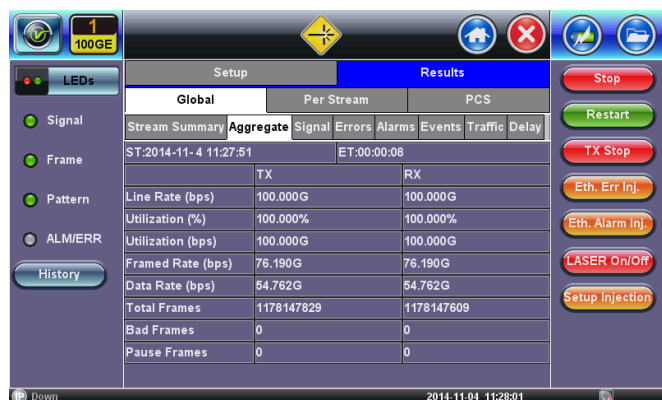 1
100GE
LEDs
Signal
Frame
Pattern
ALM/ERR
History
Setup Results
Global Per Stream PCS
Stream Summary Aggregate Signal Errors Alarms Events Traffic Delay
ST:2014-11- 4 11:27:51 ET:00:00:08
TX RX
Line Rate (bps) 100.000G 100.000G
Utilization (%) 100.000% 100.000%
Utilization (bps) 100.000G 100.000G
Framed Rate (bps) 76.190G 76.190G
Data Rate (bps) 54.762G 54.762G
Total Frames 1178147829 1178147609
Bad Frames 0 0
Pause Frames 0 0
Stop
Restart
TX Stop
Eth. Err Inj.
Eth. Alarm Inj.
LASER On/Off
Setup Injection
IP Down 2014-11-04 11:28:01